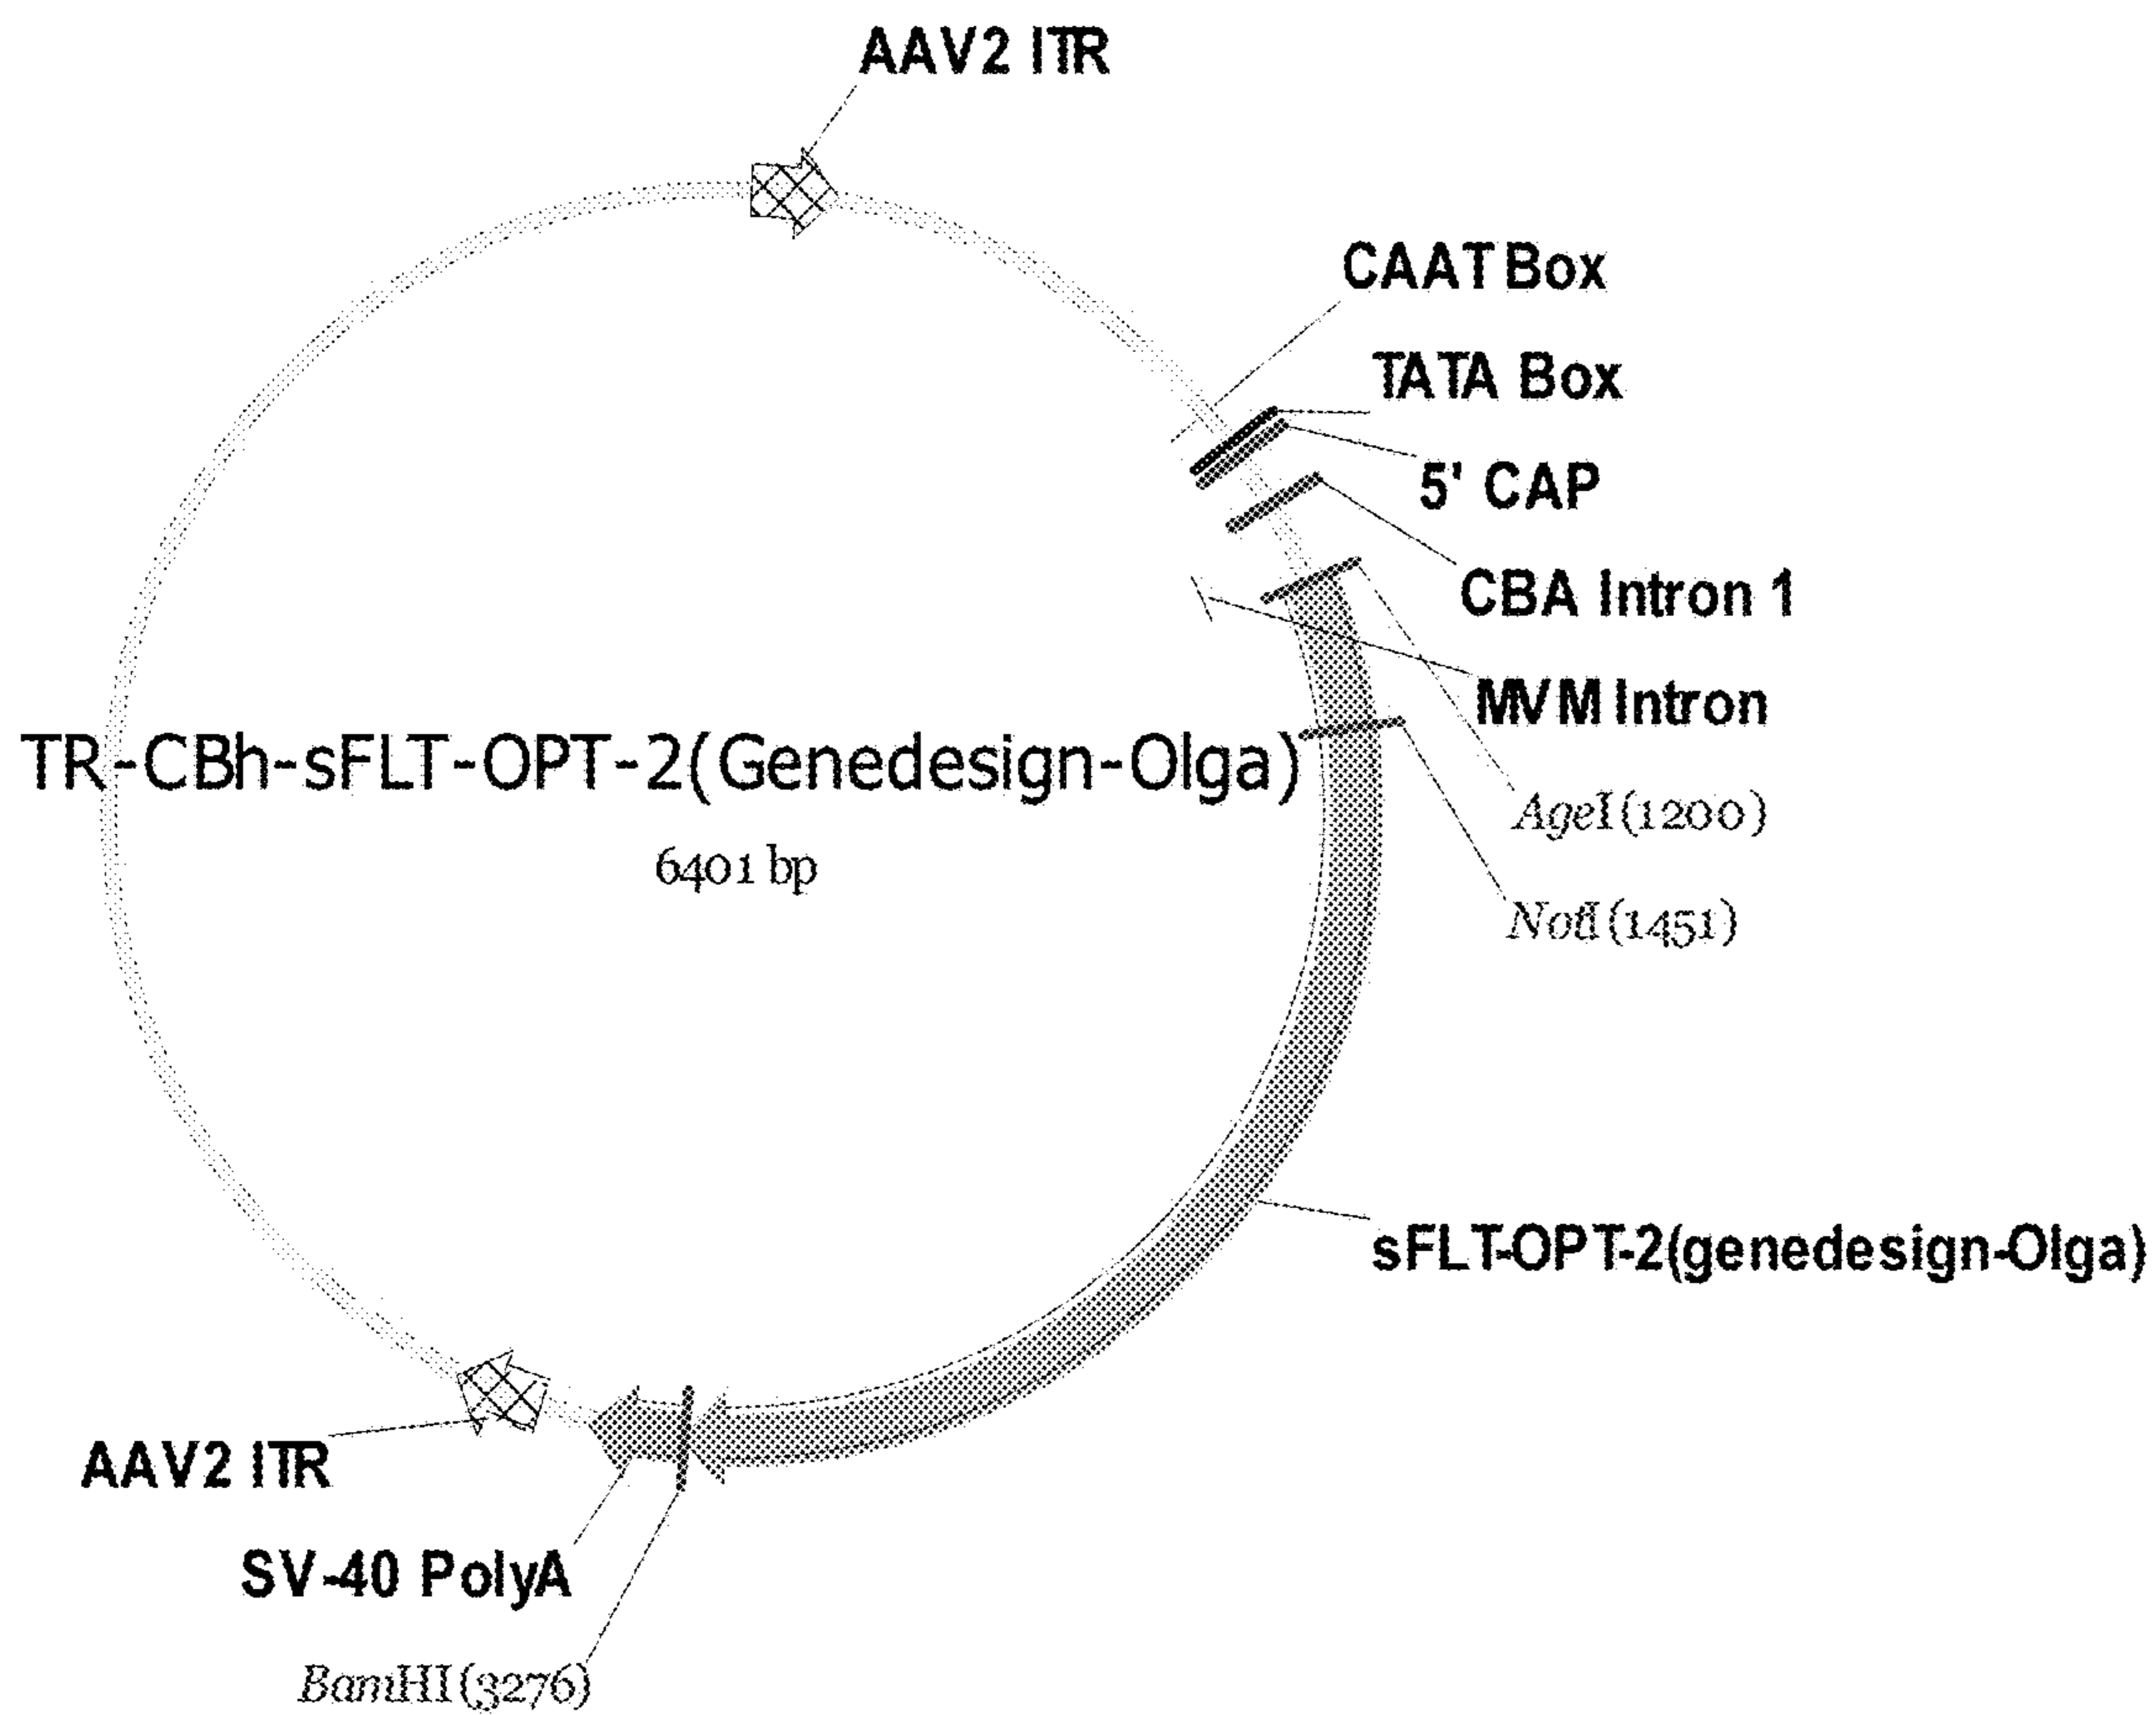 AAV2 ITR
CAAT Box
TATA Box
5' CAP
CBA Intron 1
MVM Intron
TR-CBh-sFLT-OPT-2(Genedesign-Olga)
6401 bp
AgeI (1200)
NotI (1451)
sFLT-OPT-2(genedesign-Olga)
AAV2 ITR
SV-40 PolyA
BamHI (3276)